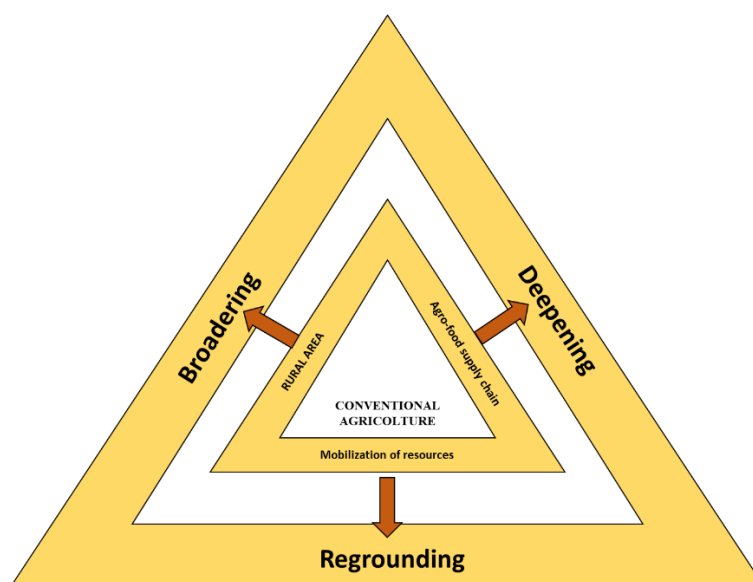 Broadering
Deepening
RURAL AREA
Agro-food supply chain
CONVENTIONAL
AGRICOLTURE
Mobilization of resources
Regrounding